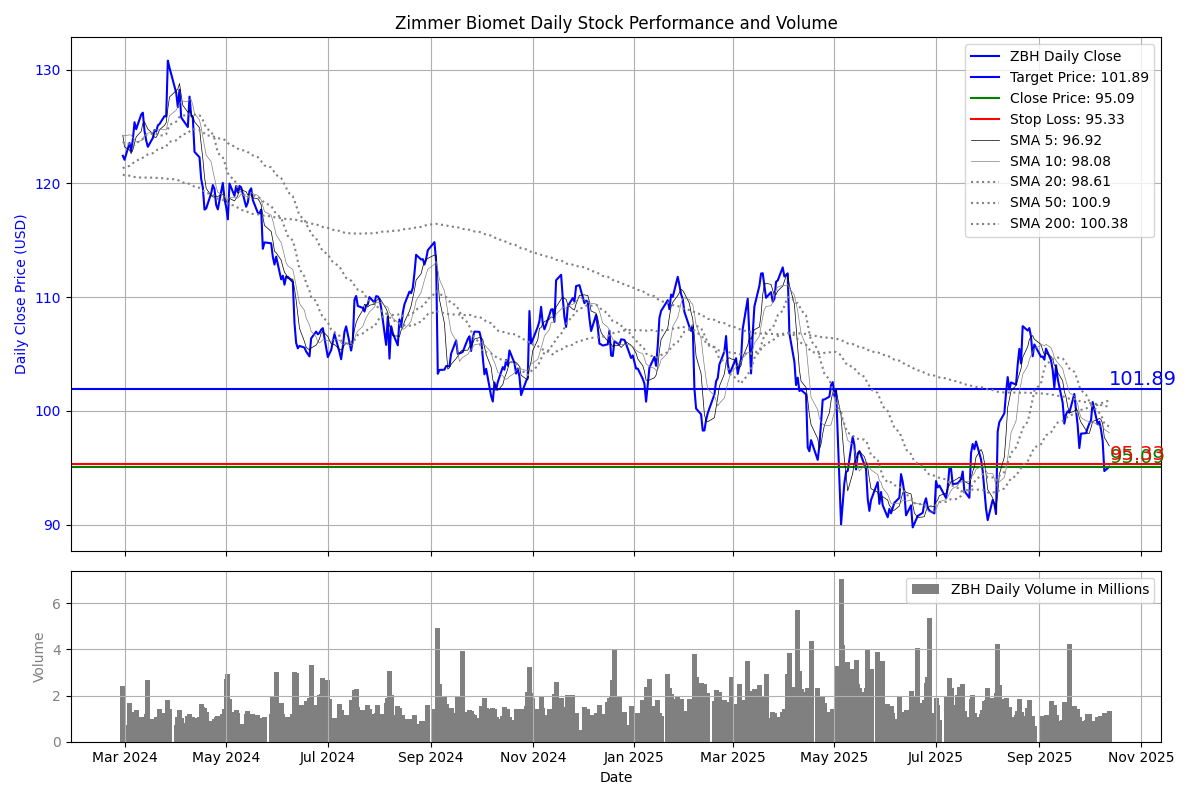 Zimmer Biomet Daily Stock Performance and Volume
Daily Close Price (USD)
130
120
110
100
90
ZBH Daily Close
Target Price: 101.89
Close Price: 95.09
Stop Loss: 95.33
SMA 5: 96.92
SMA 10: 98.08
SMA 20: 98.61
SMA 50: 100.9
SMA 200: 100.38
101.89
95.33
95.09
Volume
6
4
2
0
ZBH Daily Volume in Millions
Mar 2024 May 2024 Jul 2024 Sep 2024 Nov 2024 Jan 2025 Mar 2025 May 2025 Jul 2025 Sep 2025 Nov 2025
Date